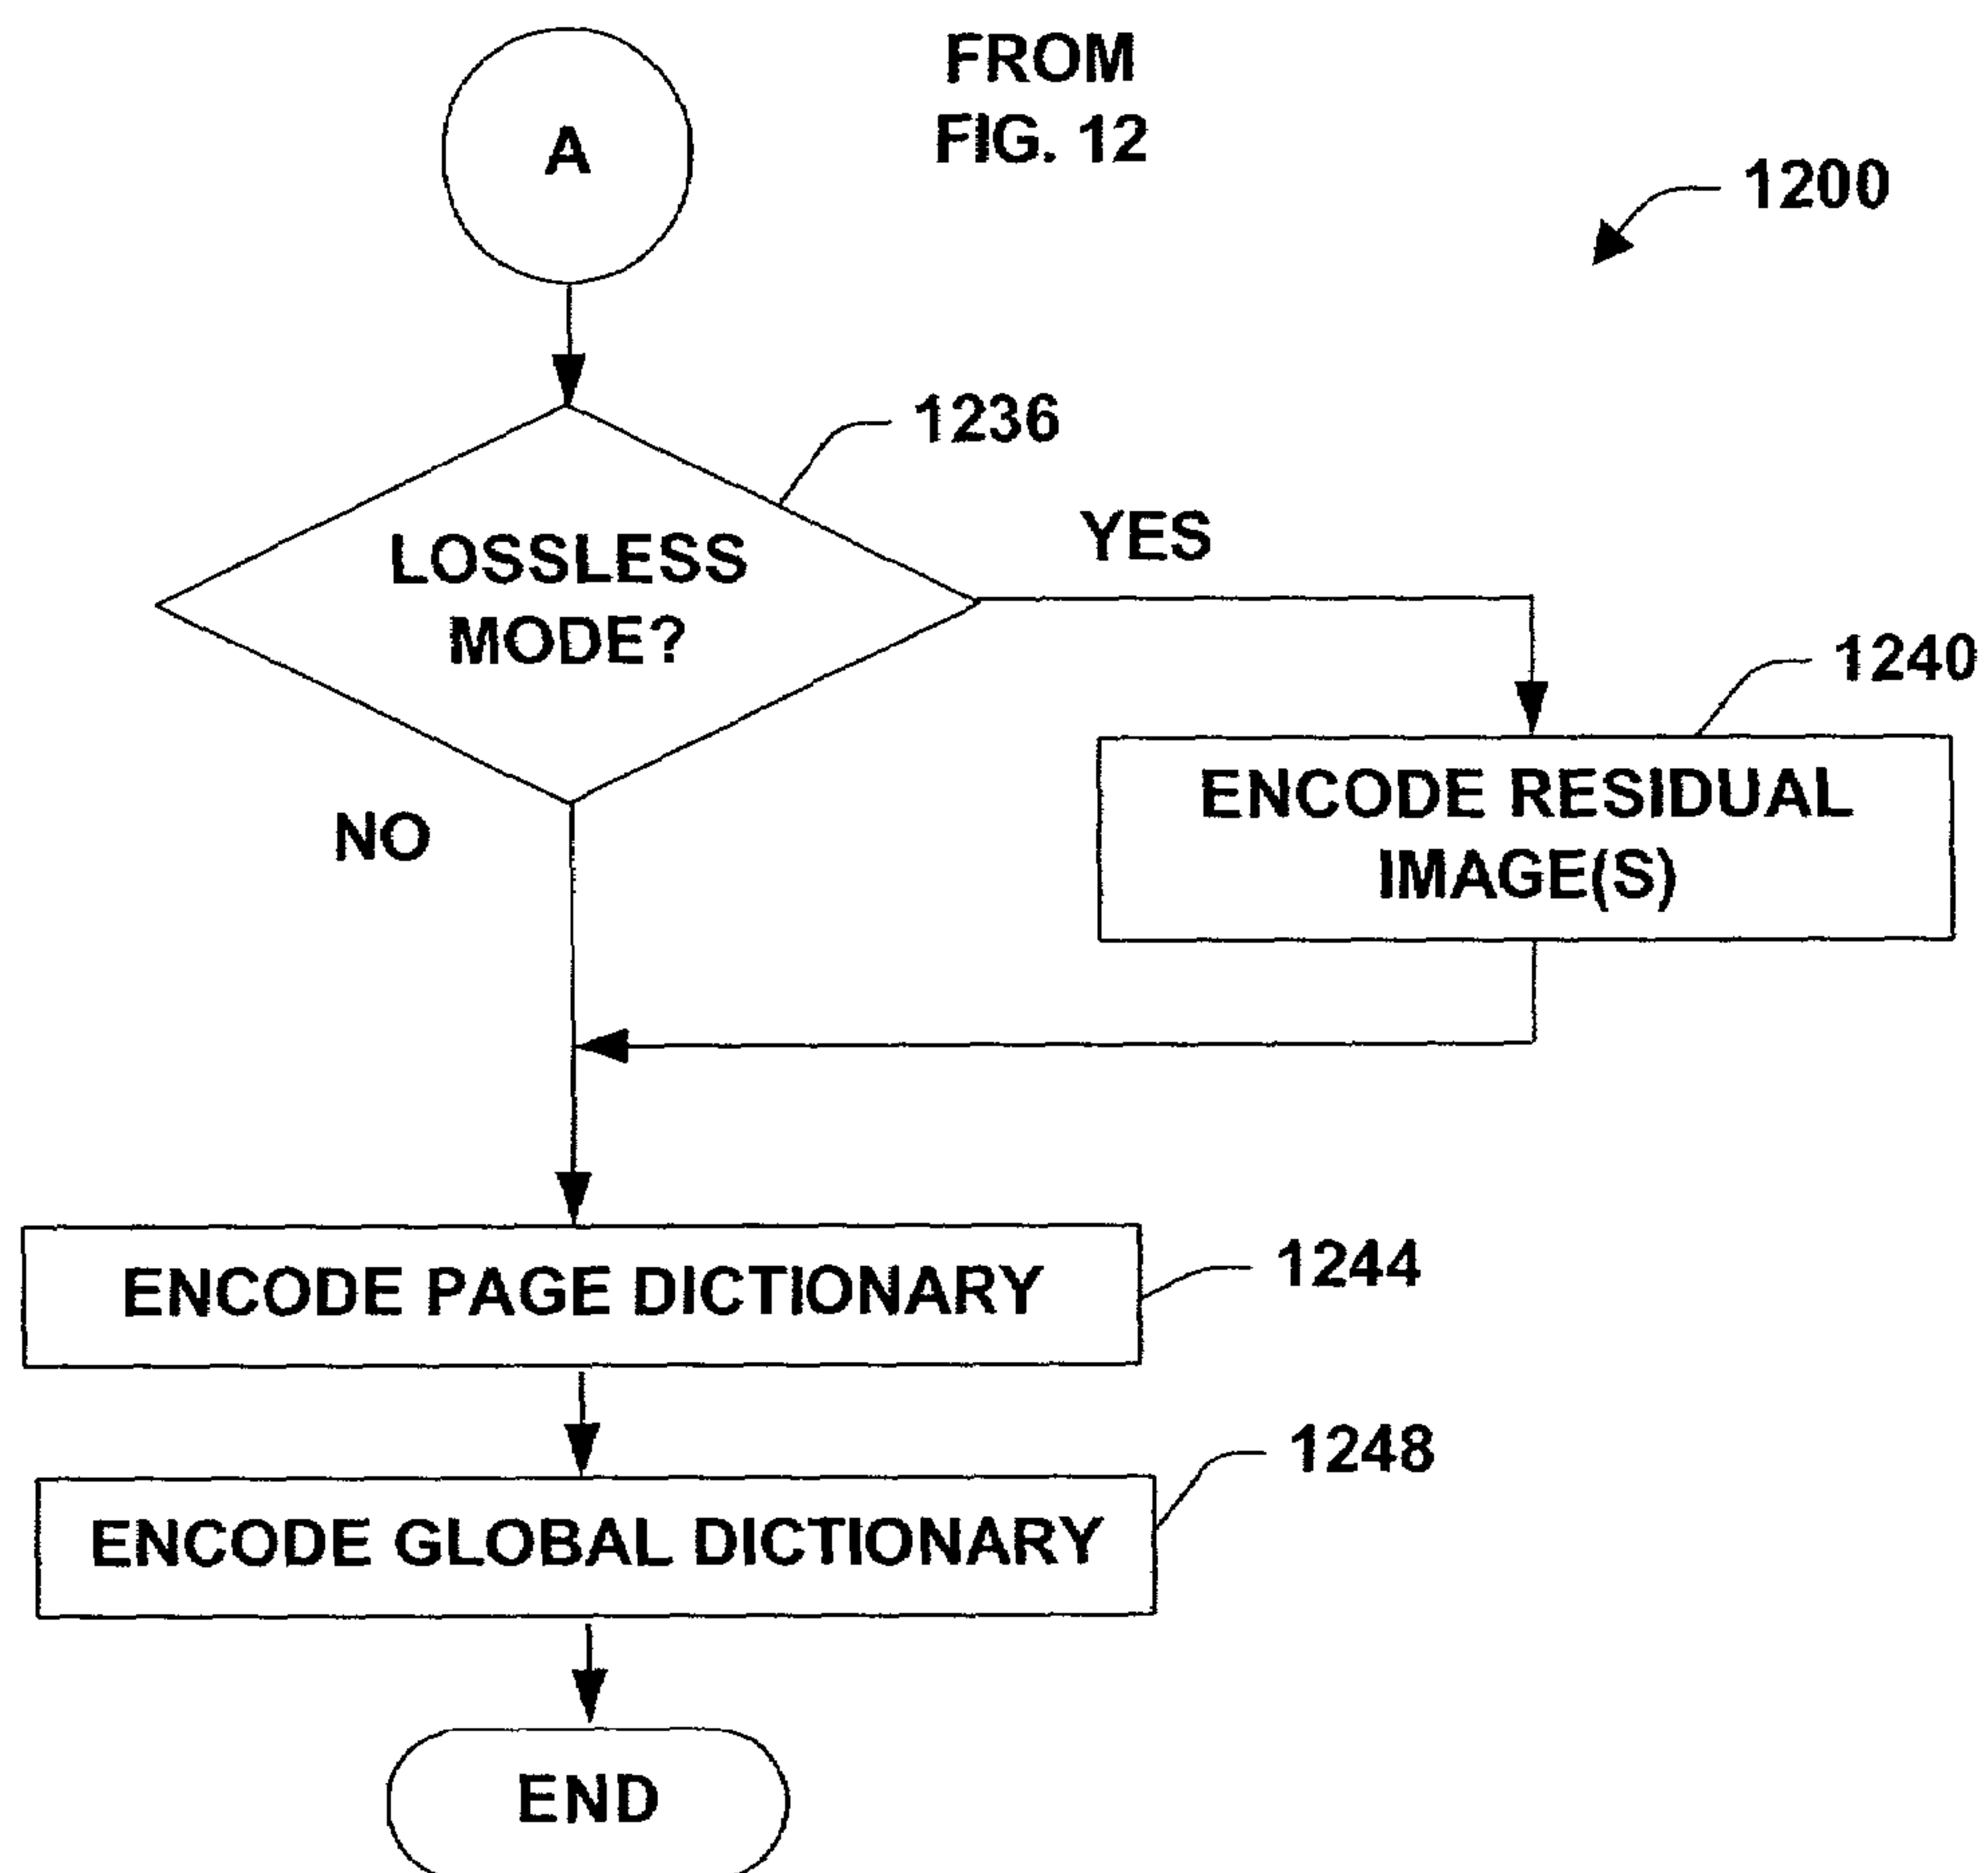 FROM
FIG. 12
A
1200
1236
LOSSLESS
MODE?
YES
NO
1240
ENCODE RESIDUAL
IMAGE(S)
ENCODE PAGE DICTIONARY
1244
ENCODE GLOBAL DICTIONARY
1248
END